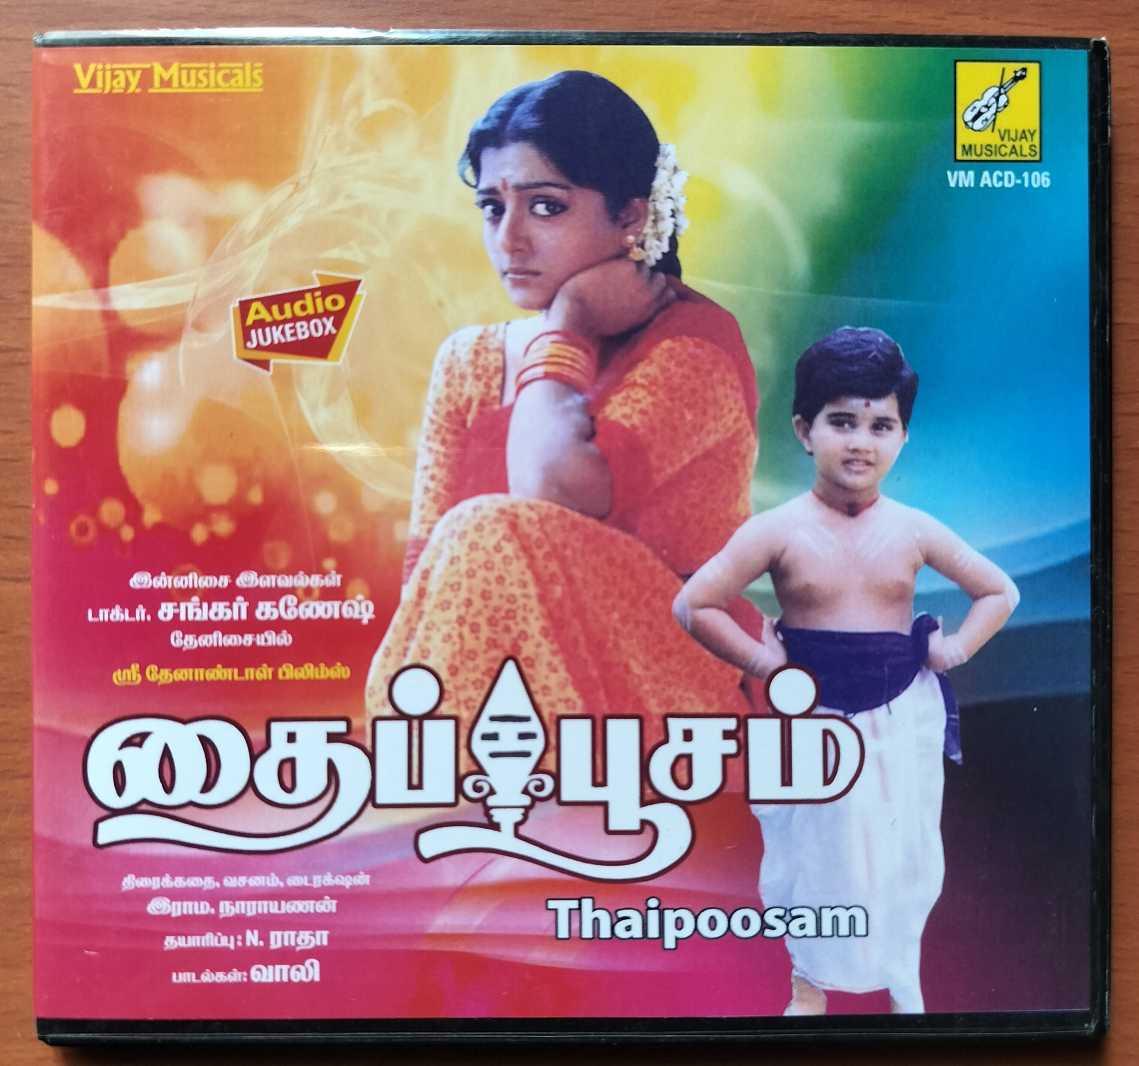 Vijay Musicals
VIJAY
MUSICALS
VM ACD-106
Audio
JUKEBOX
இன்னிசை இளவல்கள்
டாக்டர். சங்கர் கணேஷ்
தேனிசையில்
ஸ்ரீ தேனாண்டாள் பிலிம்ஸ்
தைப்பூசம்
Thaipoosam
திரைக்கதை, வசனம், டைரக்ஷன்
இராம. நாராயணன்
தயாரிப்பு : N. ராதா
பாடல்கள்: வாலி